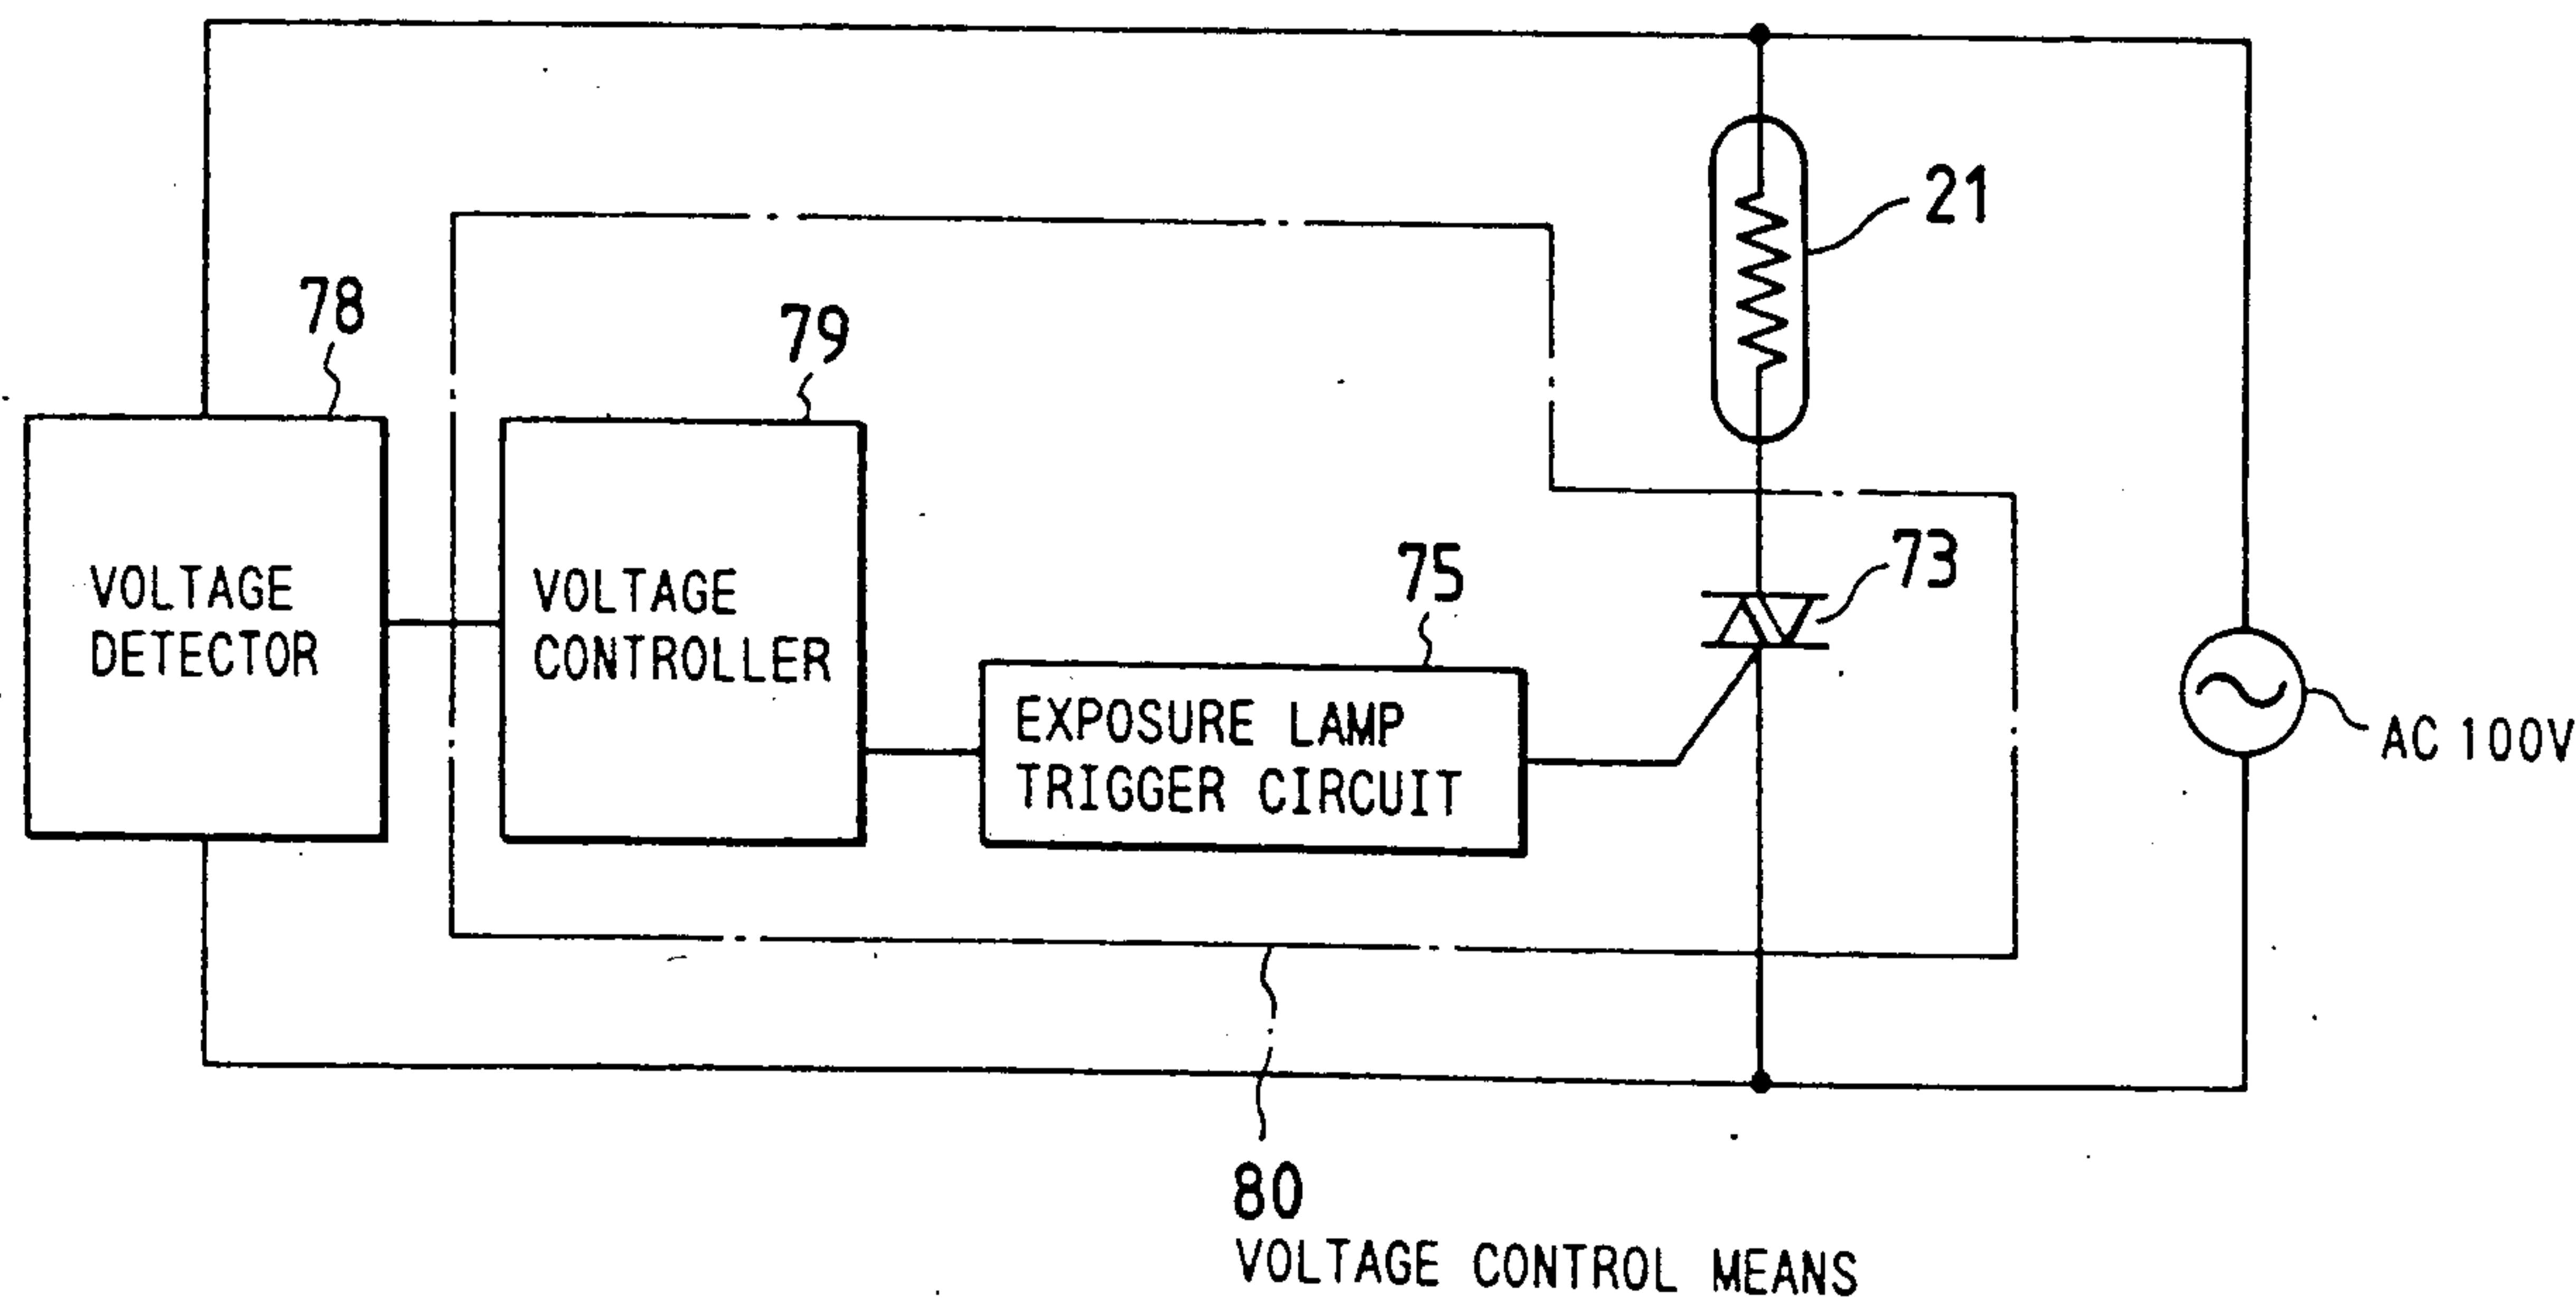 21
78
79
73
75
VOLTAGE
DETECTOR
VOLTAGE
CONTROLLER
EXPOSURE LAMP
TRIGGER CIRCUIT
AC 100V
80
VOLTAGE CONTROL MEANS